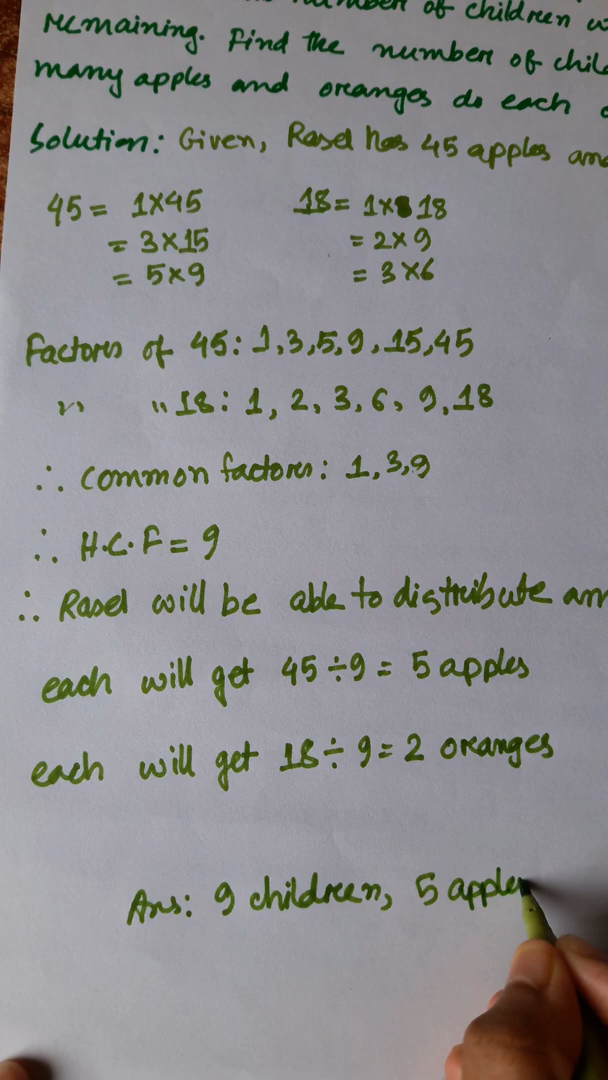 number of children w
remaining. Find the number of chil
many apples and oranges do each
Solution: Given, Rasel has 45 apples an
45 = 1×45 18 = 1×18
= 3×15 = 2×9
= 5×9 = 3×6
Factors of 45: 1,3,5,9,15,45
" " 18: 1, 2, 3, 6, 9, 18
∴ Common factors: 1,3,9
∴ H.C.F = 9
∴ Rasel will be able to distribute am
each will get 45÷9 = 5 apples
each will get 18÷9 = 2 oranges
Ans: 9 children, 5 apples